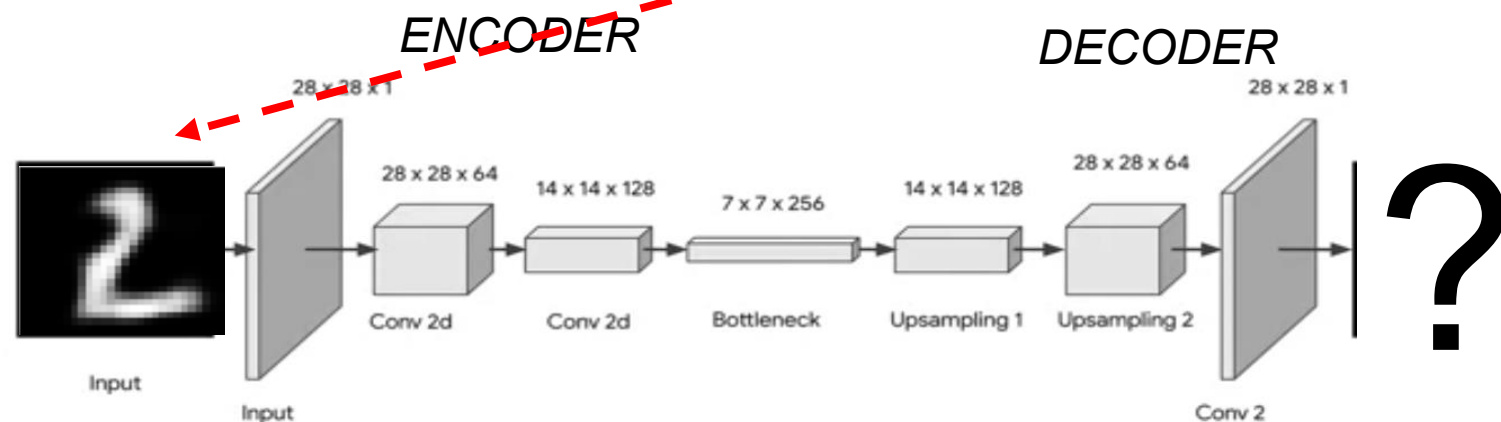 ENCODER
DECODER
28 x 28 x 1
28 x 28 x 1
28 x 28 x 64
14 x 14 x 128
7 x 7 x 256
14 x 14 x 128
28 x 28 x 64
2
?
Conv 2d
Conv 2d
Bottleneck
Upsampling 1
Upsampling 2
Input
Input
Conv 2